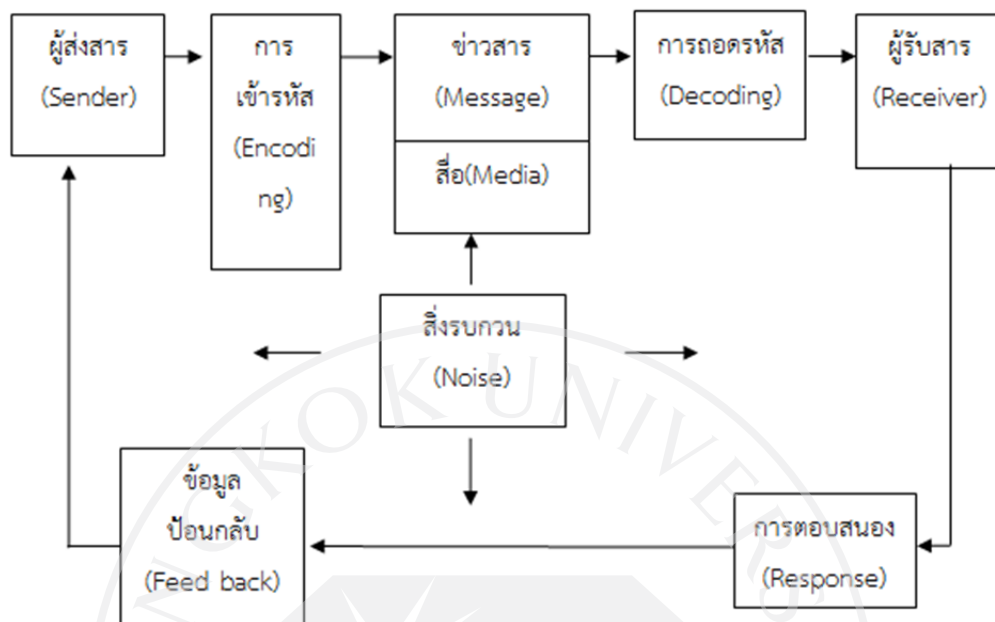 ผู้ส่งสาร
(Sender)
การ
เข้ารหัส
(Encodi
ng)
ข่าวสาร
(Message)
สื่อ(Media)
การถอดรหัส
(Decoding)
ผู้รับสาร
(Receiver)
สิ่งรบกวน
(Noise)
ข้อมูล
ป้อนกลับ
(Feed back)
การตอบสนอง
(Response)
NGKOK UNIVERS